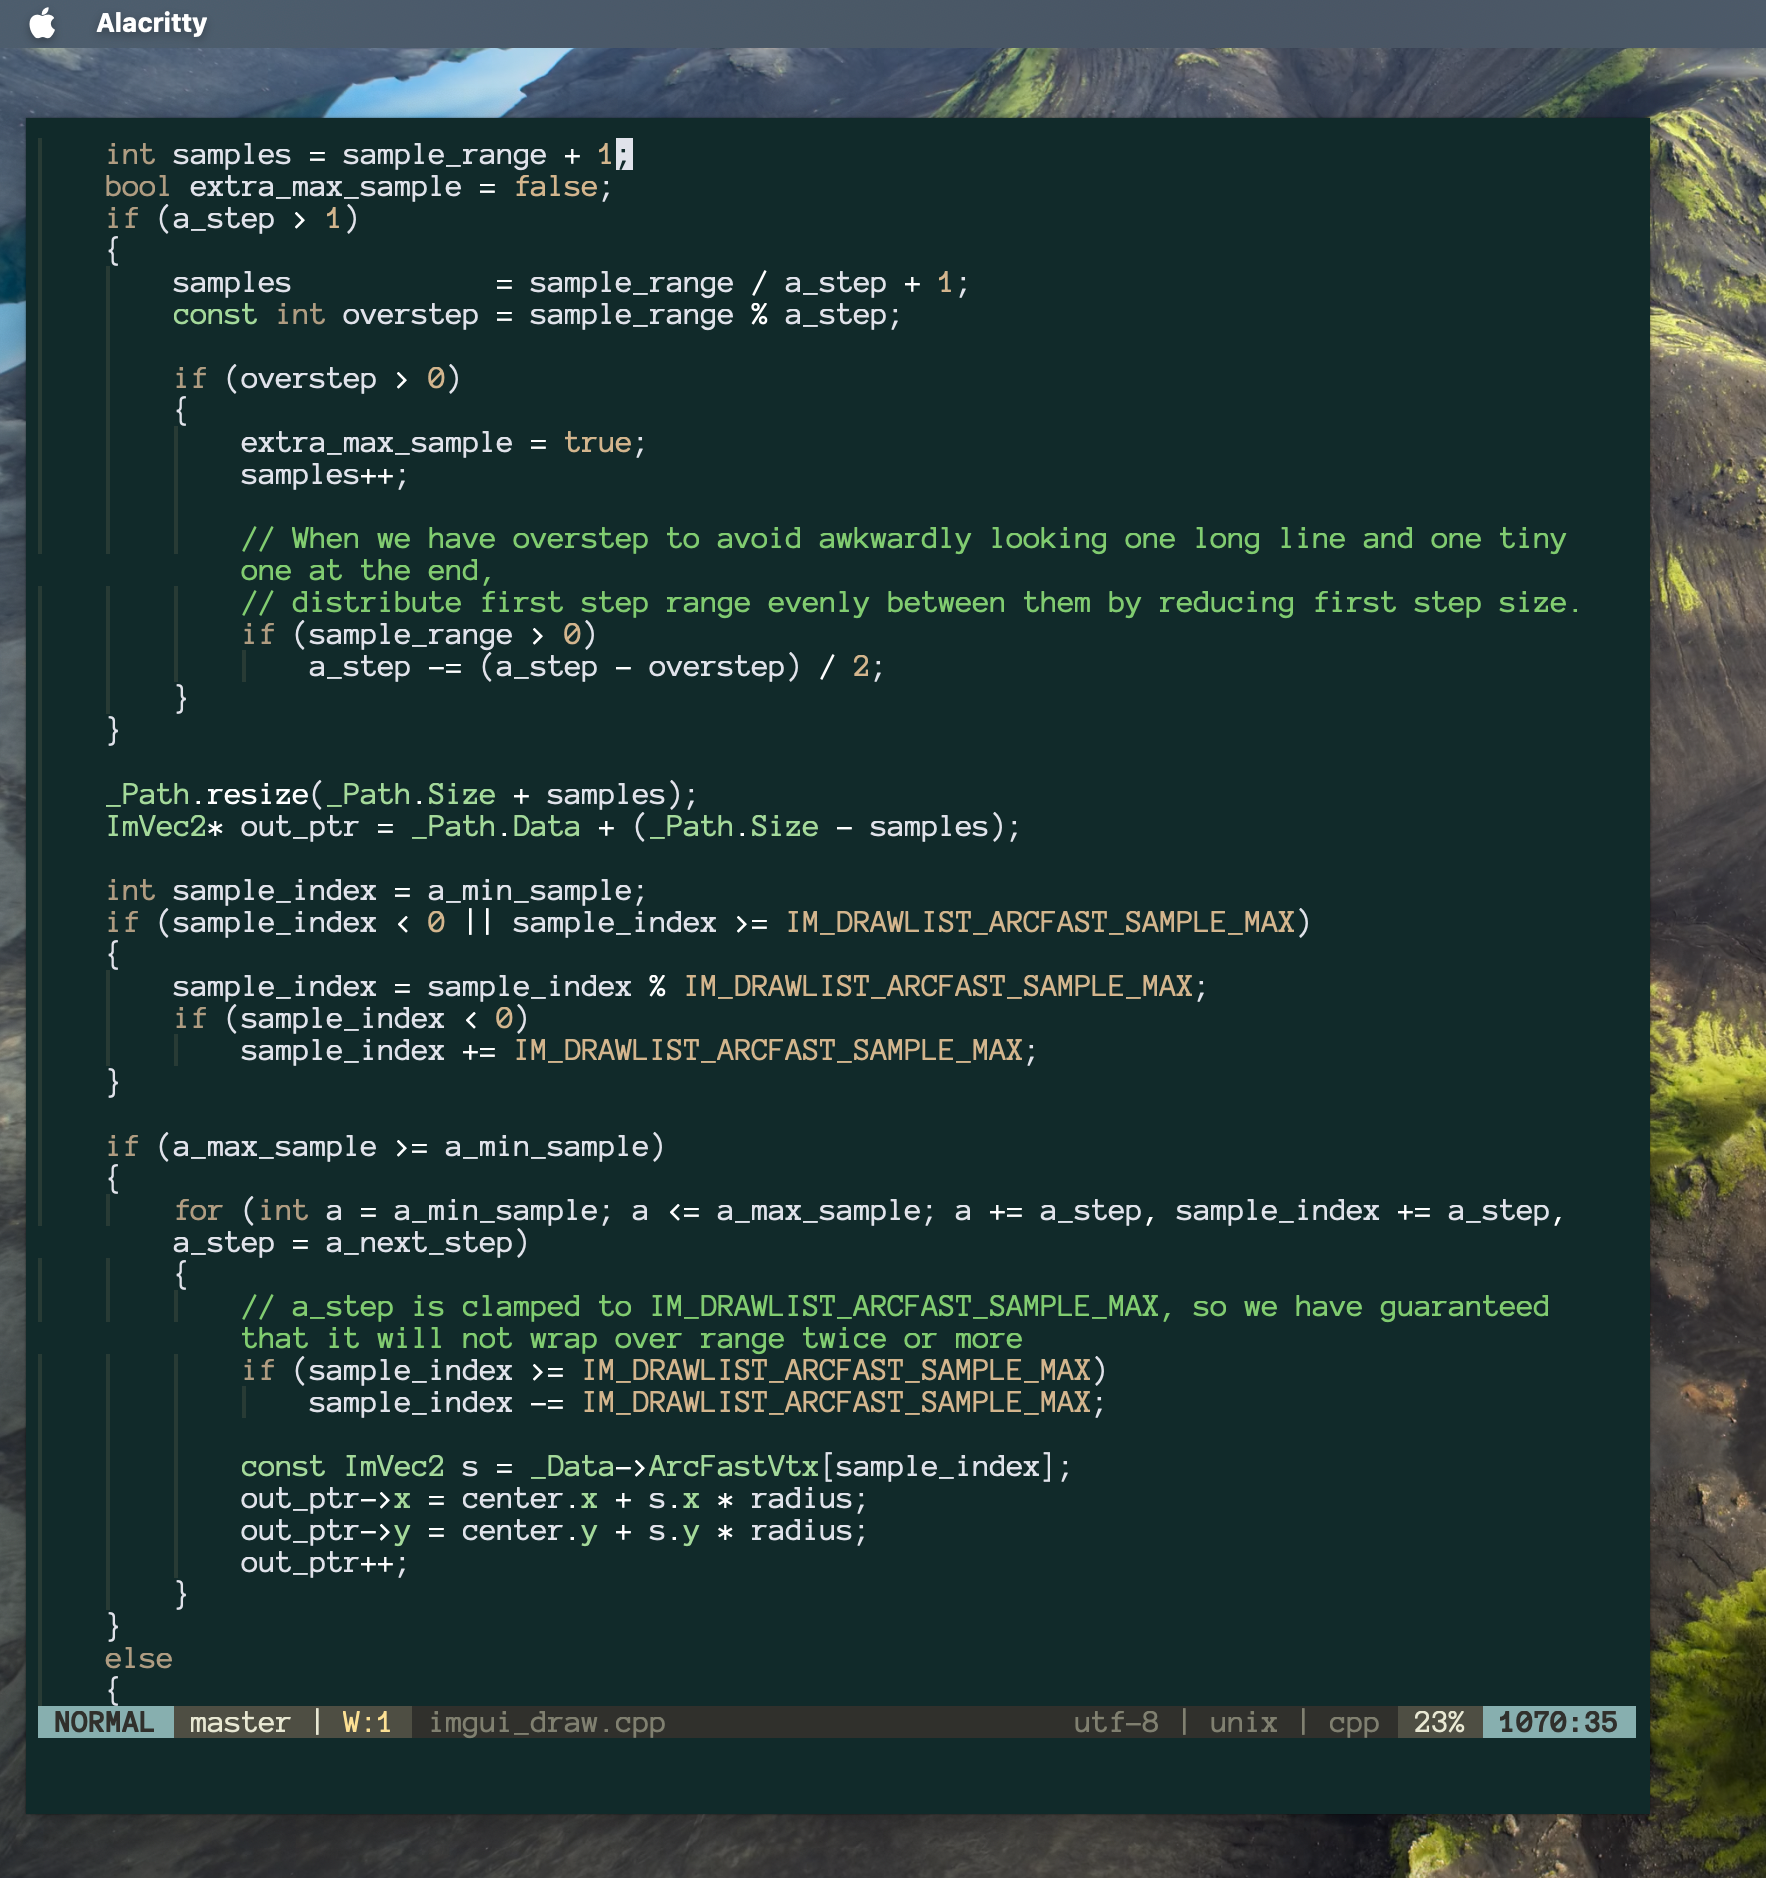 Alacritty
int samples = sample_range + 1;
bool extra_max_sample = false;
if (a_step > 1)
{
samples            = sample_range / a_step + 1;
const int overstep = sample_range % a_step;
if (overstep > 0)
{
extra_max_sample = true;
samples++;
// When we have overstep to avoid awkwardly looking one long line and one tiny
one at the end,
// distribute first step range evenly between them by reducing first step size.
if (sample_range > 0)
a_step -= (a_step - overstep) / 2;
}
}
_Path.resize(_Path.Size + samples);
ImVec2* out_ptr = _Path.Data + (_Path.Size - samples);
int sample_index = a_min_sample;
if (sample_index < 0 || sample_index >= IM_DRAWLIST_ARCFAST_SAMPLE_MAX)
{
sample_index = sample_index % IM_DRAWLIST_ARCFAST_SAMPLE_MAX;
if (sample_index < 0)
sample_index += IM_DRAWLIST_ARCFAST_SAMPLE_MAX;
}
if (a_max_sample >= a_min_sample)
{
for (int a = a_min_sample; a <= a_max_sample; a += a_step, sample_index += a_step,
a_step = a_next_step)
{
// a_step is clamped to IM_DRAWLIST_ARCFAST_SAMPLE_MAX, so we have guaranteed
that it will not wrap over range twice or more
if (sample_index >= IM_DRAWLIST_ARCFAST_SAMPLE_MAX)
sample_index -= IM_DRAWLIST_ARCFAST_SAMPLE_MAX;
const ImVec2 s = _Data->ArcFastVtx[sample_index];
out_ptr->x = center.x + s.x * radius;
out_ptr->y = center.y + s.y * radius;
out_ptr++;
}
}
else
{
NORMAL master | W:1 imgui_draw.cpp utf-8 | unix | cpp 23% 1070:35